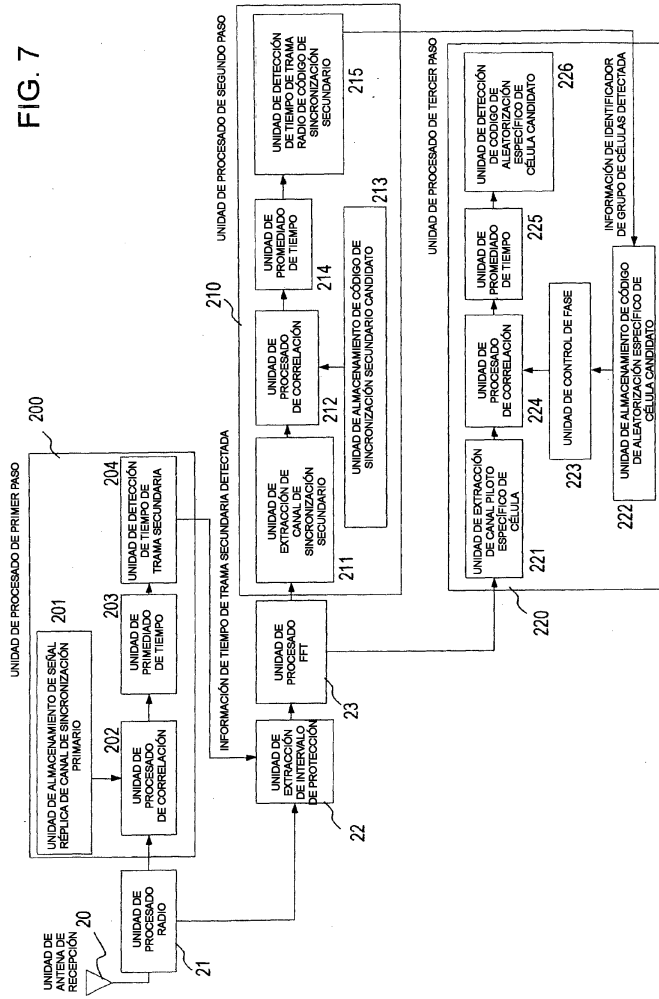 FIG. 7
UNIDAD DE
ANTENA DE
RECEPCIÓN
20
UNIDAD DE
PROCESADO
RADIO
21
UNIDAD DE PROCESADO DE PRIMER PASO
200
UNIDAD DE ALMACENAMIENTO DE SEÑAL
RÉPLICA DE CANAL DE SINCRONIZACIÓN
PRIMARIO
201
UNIDAD DE
PROCESADO
DE CORRELACIÓN
202
UNIDAD DE
PRIMEDIADO
DE TIEMPO
203
UNIDAD DE DETECCIÓN
DE TIEMPO DE
TRAMA SECUNDARIA
204
INFORMACIÓN DE TIEMPO DE TRAMA SECUNDARIA DETECTADA
UNIDAD DE
EXTRACCIÓN
DE INTERVALO
DE PROTECCIÓN
22
UNIDAD DE
PROCESADO
FFT
23
UNIDAD DE PROCESADO DE SEGUNDO PASO
210
UNIDAD DE
EXTRACCIÓN DE
CANAL DE
SINCRONIZACIÓN
SECUNDARIO
211
UNIDAD DE
PROCESADO
DE CORRELACIÓN
212
UNIDAD DE ALMACENAMIENTO DE CÓDIGO DE
SINCRONIZACIÓN SECUNDARIO CANDIDATO
213
UNIDAD DE
PROMEDIADO
DE TIEMPO
214
UNIDAD DE DETECCIÓN
DE TIEMPO DE TRAMA
RADIO DE CÓDIGO DE
SINCRONIZACIÓN
SECUNDARIO
215
UNIDAD DE PROCESADO DE TERCER PASO
220
UNIDAD DE EXTRACCIÓN
DE CANAL PILOTO
ESPECÍFICO DE
CÉLULA
221
UNIDAD DE
PROCESADO
DE CORRELACIÓN
224
UNIDAD DE
PROMEDIADO
DE TIEMPO
225
UNIDAD DE DETECCIÓN
DE CODIGO DE
ALEATORIZACIÓN
ESPECÍFICO DE
CÉLULA CANDIDATO
226
UNIDAD DE CONTROL DE FASE
223
UNIDAD DE ALMACENAMIENTO DE CÓDIGO
DE ALEATORIZACIÓN ESPECÍFICO DE
CÉLULA CANDIDATO
222
INFORMACIÓN DE IDENTIFICADOR
DE GRUPO DE CÉLULAS DETECTADA